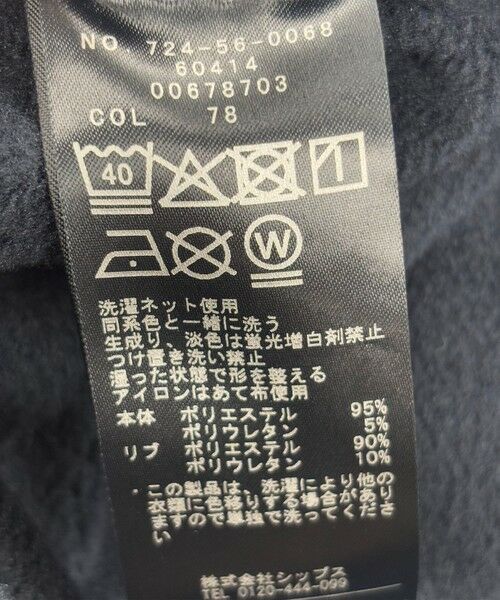 NO 724-56-0068
60414
00678703
COL 78
40
W
洗濯ネット使用
同系色と一緒に洗う
生成り、淡色は蛍光増白剤禁止
つけ置き洗い禁止
湿った状態で形を整える
アイロンはあて布使用
本体 ポリエステル 95%
ポリウレタン 5%
リブ ポリエステル 90%
ポリウレタン 10%
・この製品は、洗濯により他の
衣類に色移りする場合がありま
すので単独で洗ってくださ
い
株式会社シップス
TEL 0120-444-099